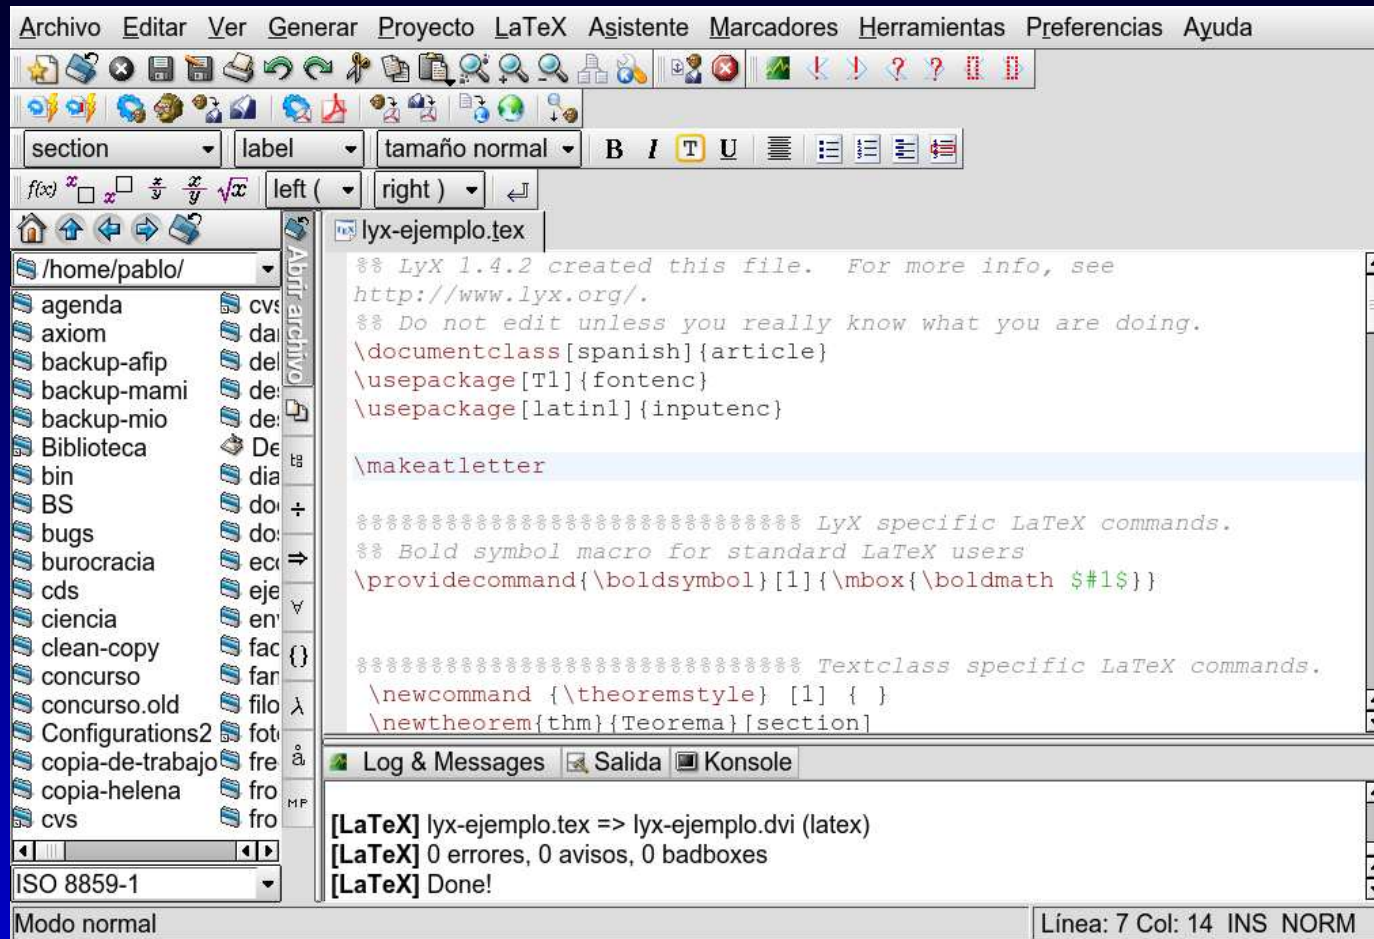 Archivo Editar Ver Generar Proyecto LaTeX Asistente Marcadores Herramientas Preferencias Ayuda
section label tamaño normal B I T U
f(x) x x x/y x/y √x left ( right )
/home/pablo/
agenda cvs
axiom
backup-afip
backup-mami
backup-mio
Biblioteca
bin
BS
bugs
burocracia
cds
ciencia
clean-copy
concurso
concurso.old
Configurations2
copia-de-trabajo
copia-helena
cvs
ISO 8859-1
Abrir archivo
÷
⇒
∀
{}
λ
å
MP
lyx-ejemplo.tex
%% LyX 1.4.2 created this file.  For more info, see
http://www.lyx.org/.
%% Do not edit unless you really know what you are doing.
\documentclass[spanish]{article}
\usepackage[T1]{fontenc}
\usepackage[latin1]{inputenc}
\makeatletter
%%%%%%%%%%%%%%%%%%%%%%%%%%%%%% LyX specific LaTeX commands.
%% Bold symbol macro for standard LaTeX users
\providecommand{\boldsymbol}[1]{\mbox{\boldmath $#1$}}
%%%%%%%%%%%%%%%%%%%%%%%%%%%%%% Textclass specific LaTeX commands.
\newcommand {\theoremstyle} [1] { }
\newtheorem{thm}{Teorema}[section]
Log & Messages Salida Konsole
[LaTeX] lyx-ejemplo.tex => lyx-ejemplo.dvi (latex)
[LaTeX] 0 errores, 0 avisos, 0 badboxes
[LaTeX] Done!
Modo normal Línea: 7 Col: 14 INS NORM